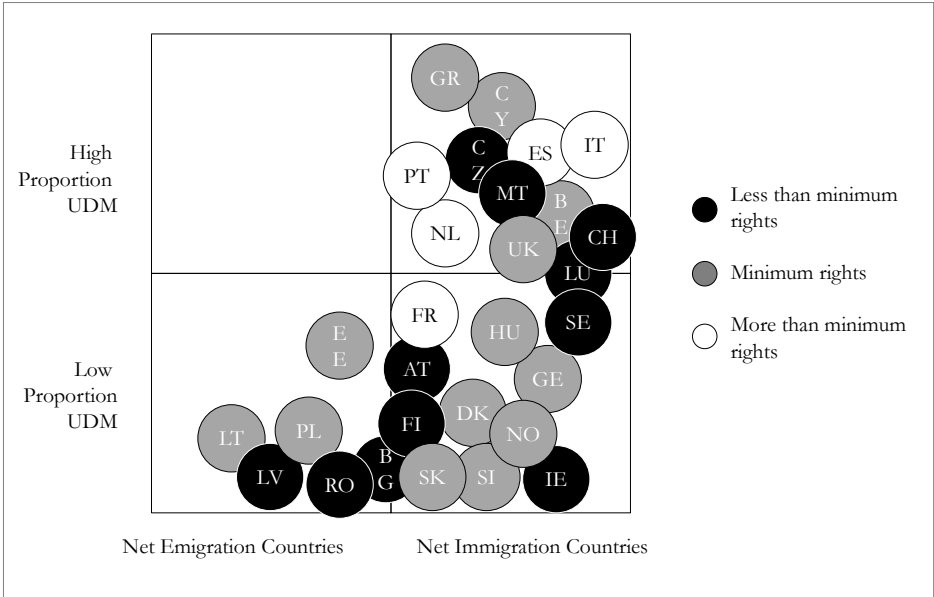 GR
C
Y
C
Z
ES
IT
PT
MT
B
E
NL
UK
CH
LU
High
Proportion
UDM
Less than minimum
rights
Minimum rights
More than minimum
rights
FR
SE
HU
E
E
AT
GE
Low
Proportion
UDM
DK
FI
NO
PL
LT
B
G
LV
RO
SK
SI
IE
Net Emigration Countries
Net Immigration Countries